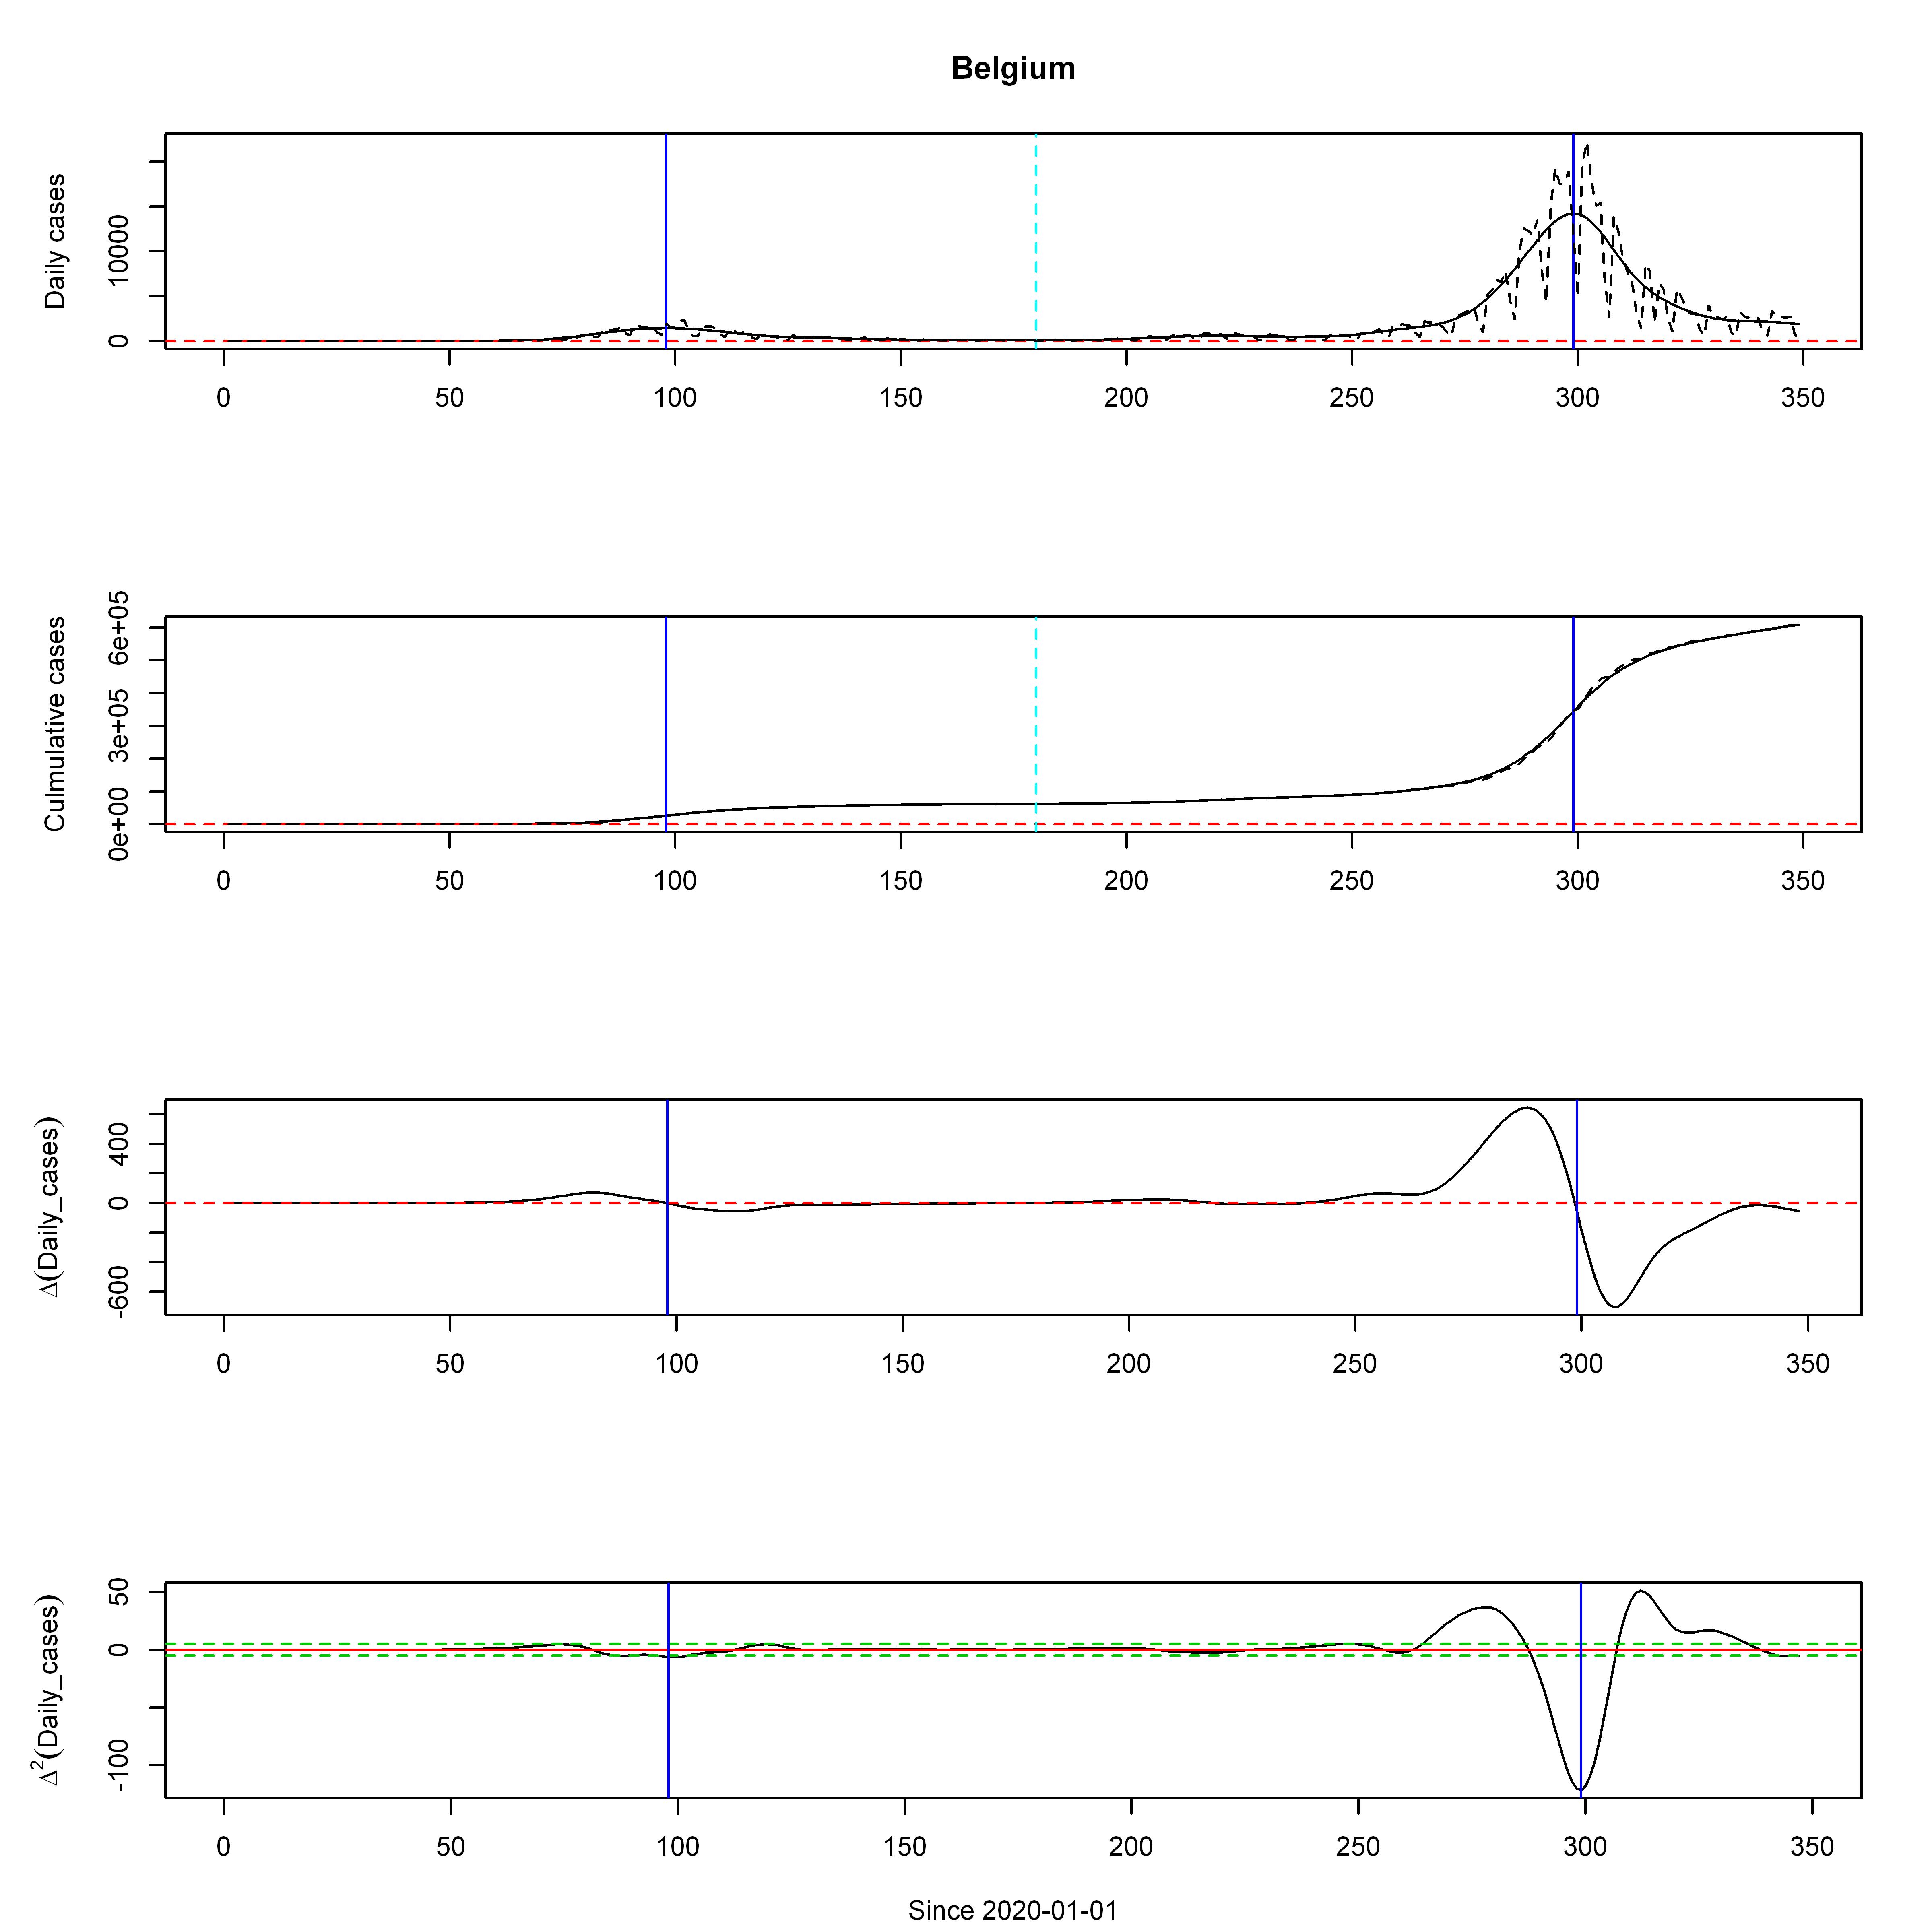 Belgium
Daily cases
0 10000
0 50 100 150 200 250 300 350
Culmulative cases
0e+00 3e+05 6e+05
0 50 100 150 200 250 300 350
Δ(Daily_cases)
-600 0 400
0 50 100 150 200 250 300 350
Δ²(Daily_cases)
-100 0 50
0 50 100 150 200 250 300 350
Since 2020-01-01